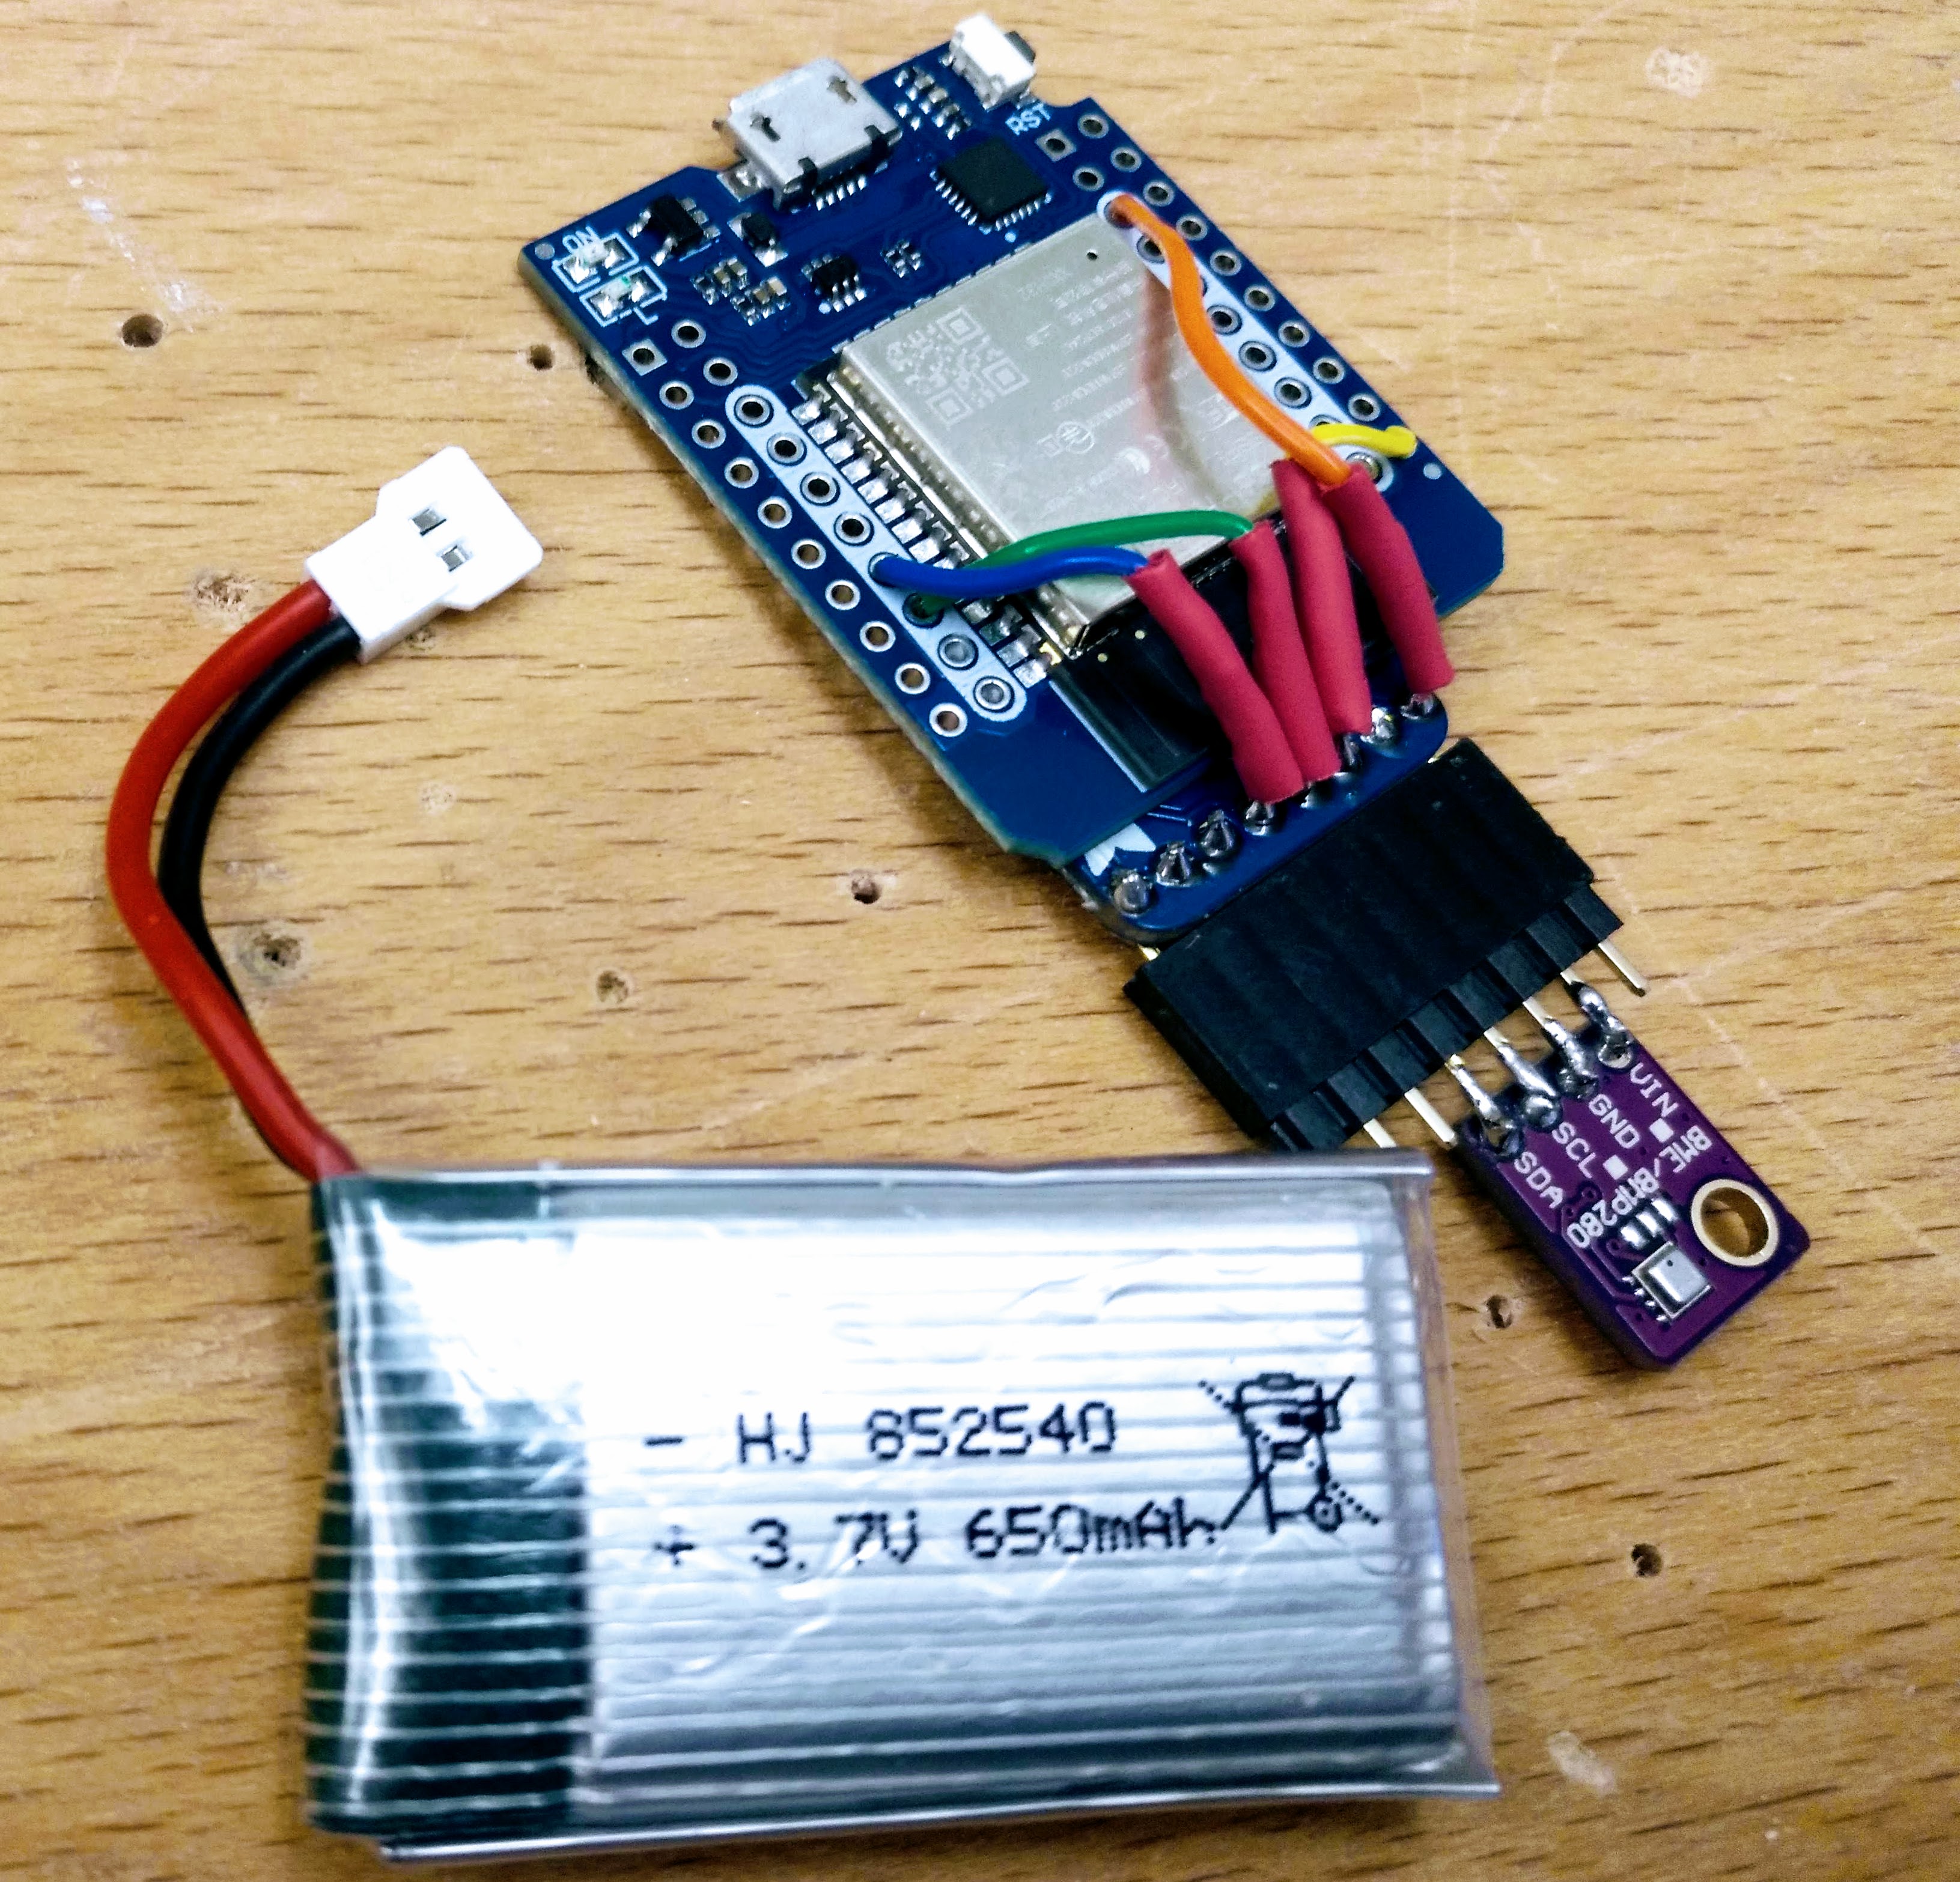 RST
ON
L
VIN
GND
SCL
SDA
BME/BMP280
- HJ 852540
+ 3.7V 650mAh